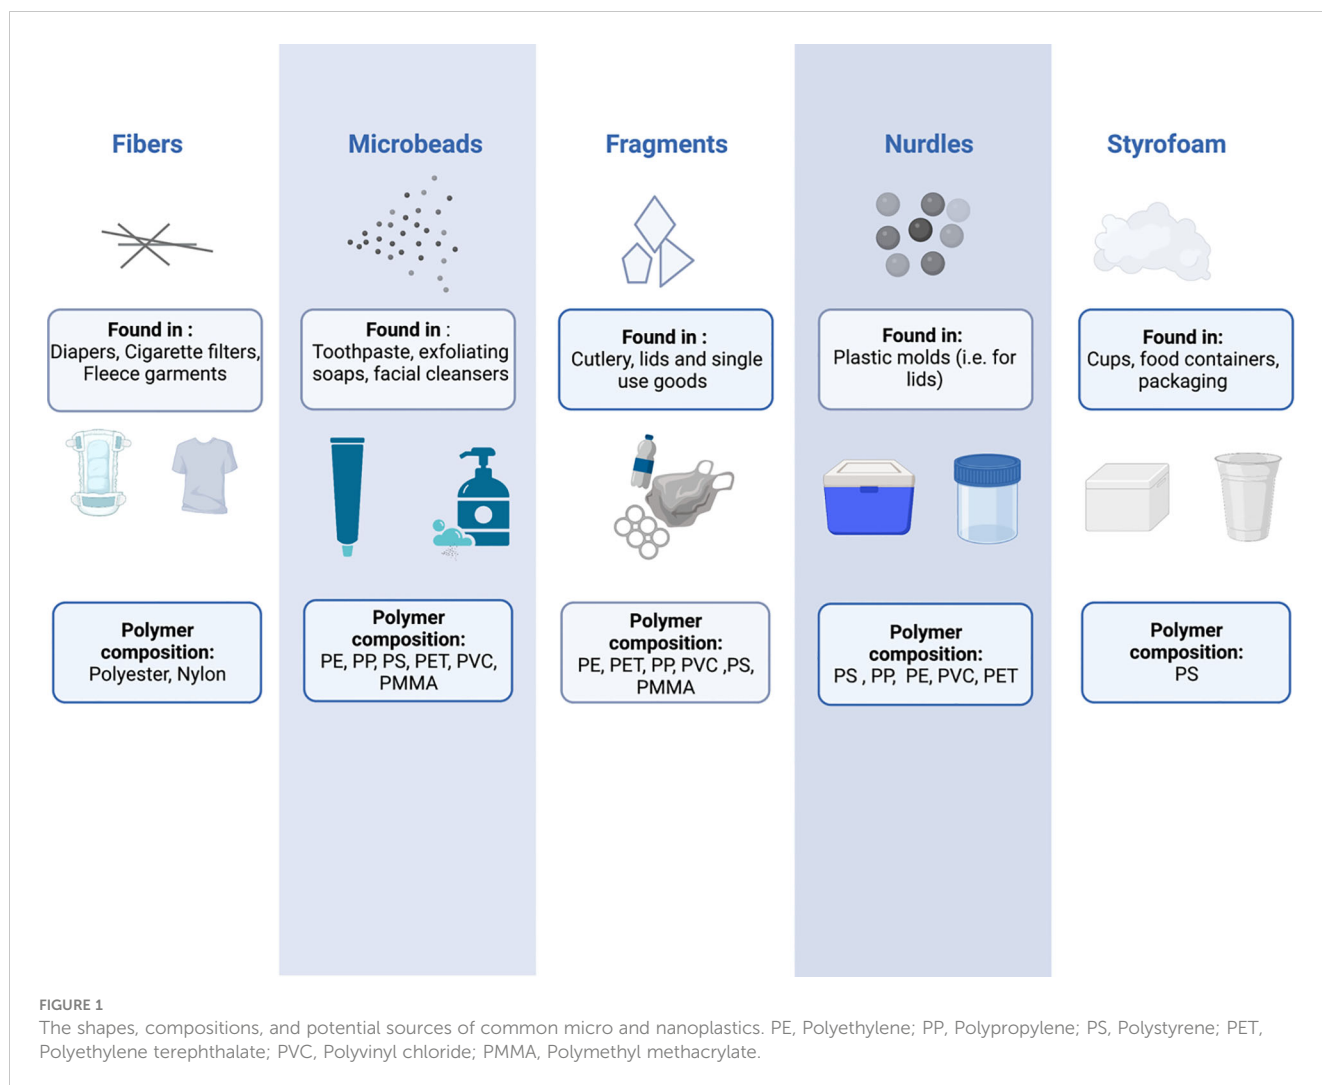 Fibers
Microbeads
Fragments
Nurdles
Styrofoam
Found in :
Diapers, Cigarette filters,
Fleece garments
Found in :
Toothpaste, exfoliating
soaps, facial cleansers
Found in :
Cutlery, lids and single
use goods
Found in:
Plastic molds (i.e. for
lids)
Found in:
Cups, food containers,
packaging
Polymer
composition:
Polyester, Nylon
Polymer
composition:
PE, PP, PS, PET, PVC,
PMMA
Polymer
composition:
PE, PET, PP, PVC ,PS,
PMMA
Polymer
composition:
PS , PP,  PE, PVC, PET
Polymer
composition:
PS
FIGURE 1
The shapes, compositions, and potential sources of common micro and nanoplastics. PE, Polyethylene; PP, Polypropylene; PS, Polystyrene; PET,
Polyethylene terephthalate; PVC, Polyvinyl chloride; PMMA, Polymethyl methacrylate.